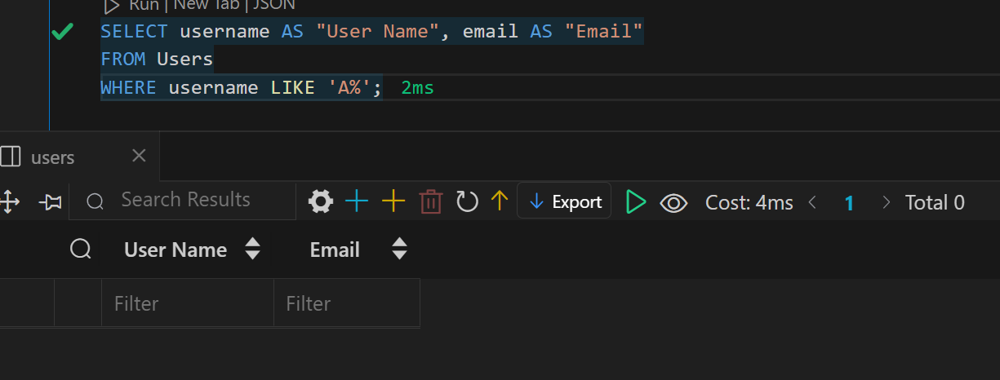 Run | New Tab | JSON
SELECT username AS "User Name", email AS "Email"
FROM Users
WHERE username LIKE 'A%'; 2ms
users
Search Results
Export
Cost: 4ms
1
Total 0
User Name
Email
Filter
Filter